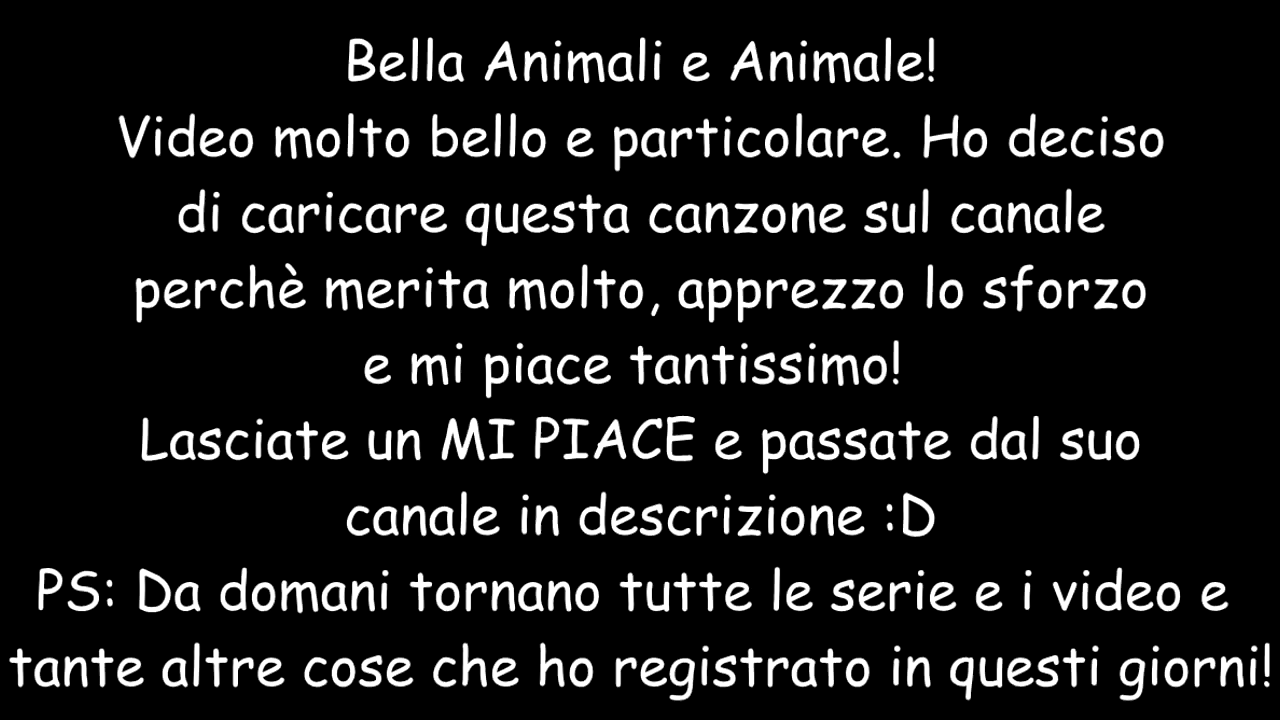 Bella Animali e Animale!
Video molto bello e particolare. Ho deciso
di caricare questa canzone sul canale
perchè merita molto, apprezzo lo sforzo
e mi piace tantissimo!
Lasciate un MI PIACE e passate dal suo
canale in descrizione :D
PS: Da domani tornano tutte le serie e i video e
tante altre cose che ho registrato in questi giorni!